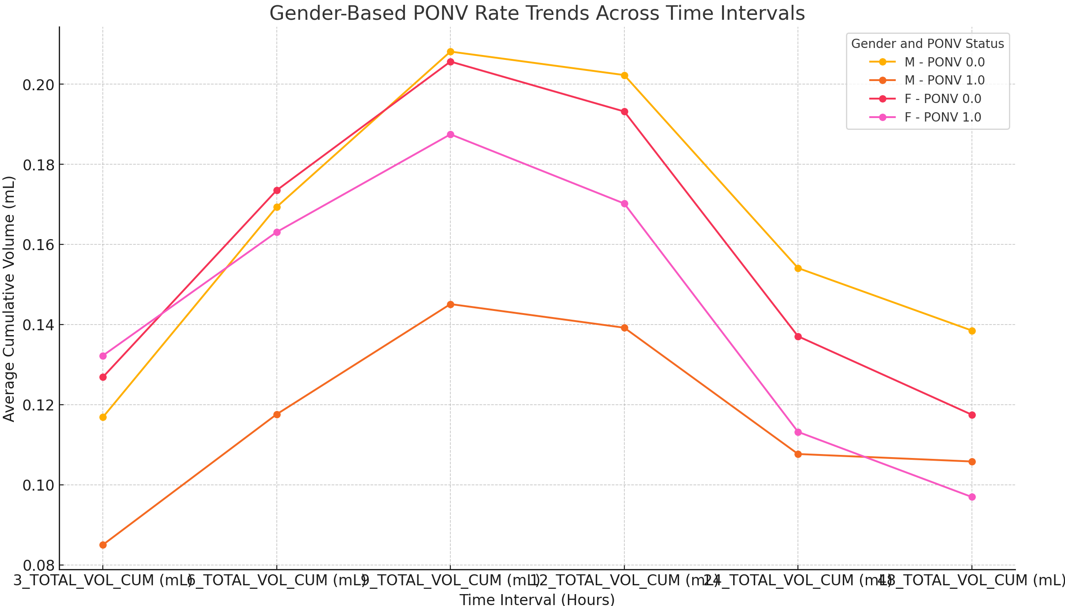 Gender-Based PONV Rate Trends Across Time Intervals
Gender and PONV Status
M - PONV 0.0
M - PONV 1.0
F - PONV 0.0
F - PONV 1.0
Average Cumulative Volume (mL)
0.20
0.18
0.16
0.14
0.12
0.10
0.08
3_TOTAL_VOL_CUM (mL) 6_TOTAL_VOL_CUM (mL) 9_TOTAL_VOL_CUM (mL) 12_TOTAL_VOL_CUM (mL) 24_TOTAL_VOL_CUM (mL) 48_TOTAL_VOL_CUM (mL)
Time Interval (Hours)